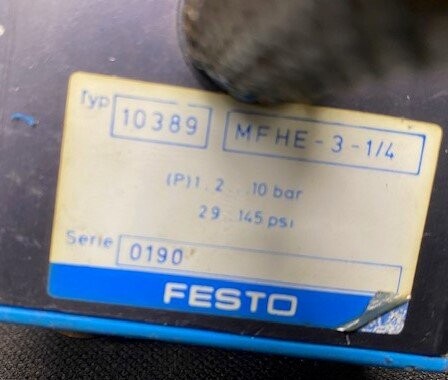 Typ 10389 MFHE-3-1/4
(P)1. 2...10 bar
29...145 psi
Serie 0190
FESTO